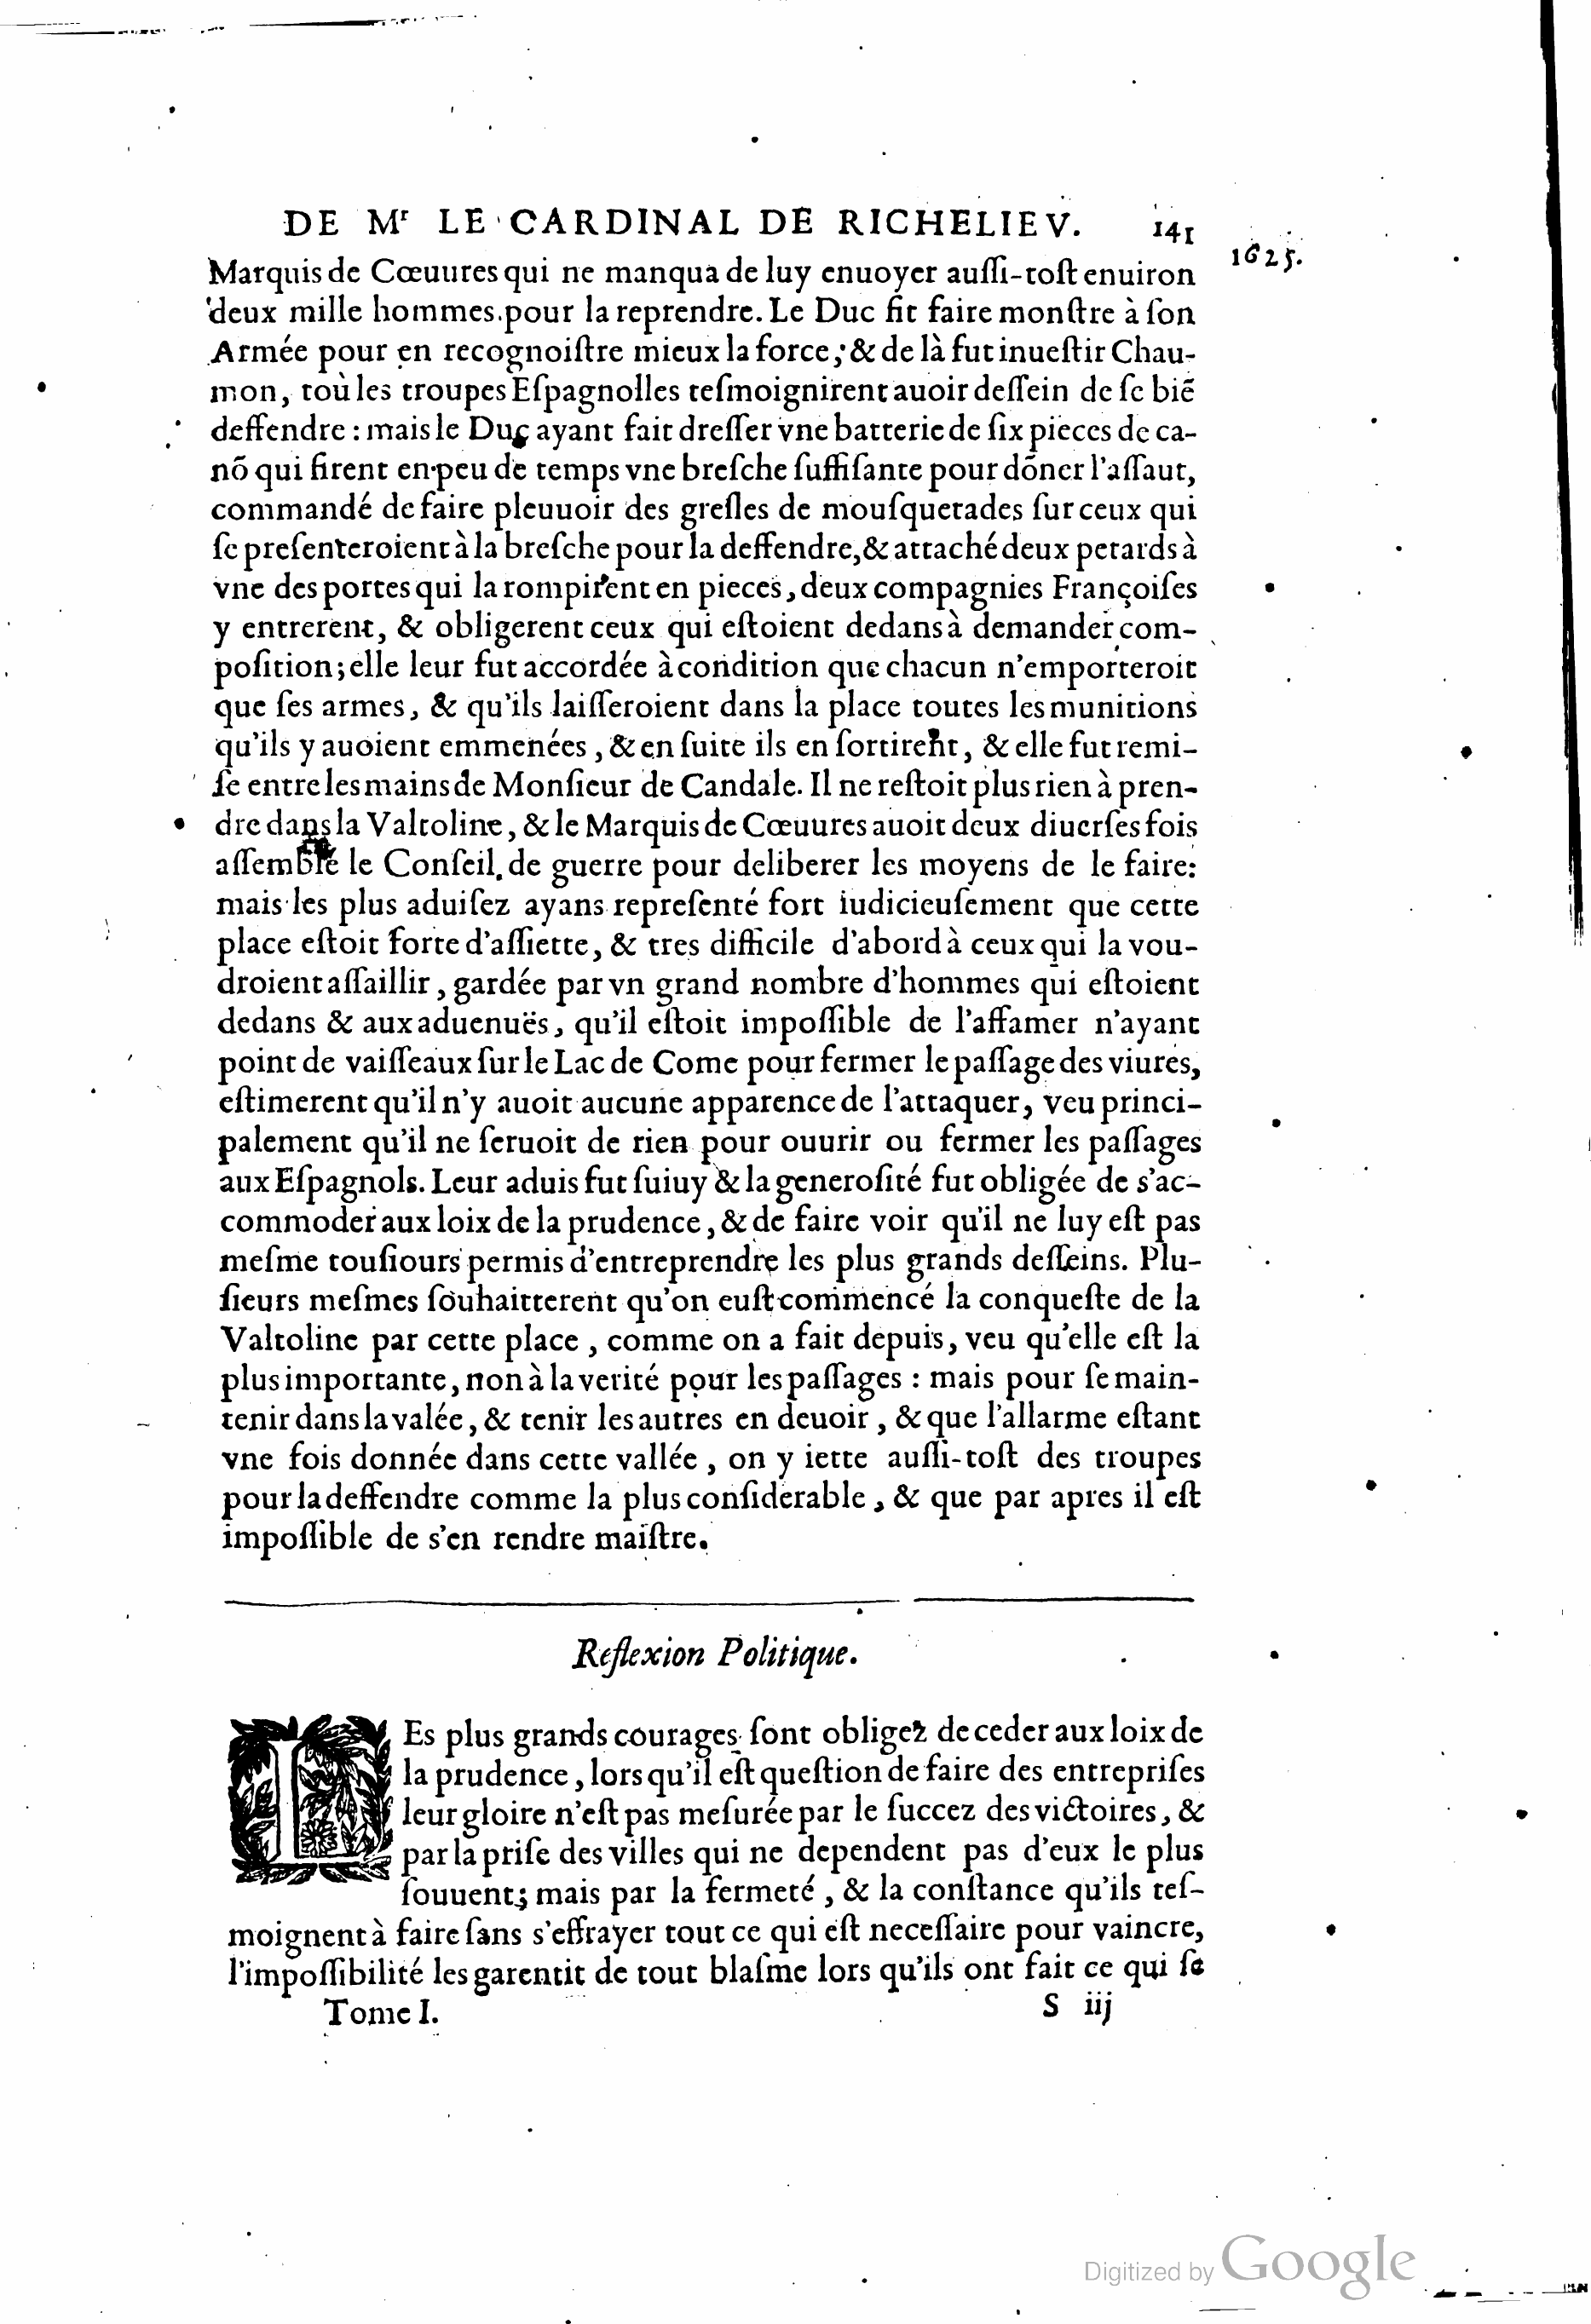 DE Mr LE CARDINAL DE RICHELIEV. 141
1625.
Marquis de Cœuures qui ne manqua de luy enuoyer auſſi-toſt enuiron
deux mille hommes pour la reprendre. Le Duc fit faire monſtre à ſon
Armée pour en recognoiſtre mieux la force, & de là fut inueſtir Chau-
mon, où les troupes Eſpagnolles teſmoignirent auoir deſſein de ſe biẽ
deffendre : mais le Duc ayant fait dreſſer vne batterie de ſix pieces de ca-
nõ qui firent en peu de temps vne breſche ſuffiſante pour dõner l'aſſaut,
commandé de faire pleuuoir des greſles de mouſquetades ſur ceux qui
ſe preſenteroient à la breſche pour la deffendre, & attaché deux petards à
vne des portes qui la rompirent en pieces, deux compagnies Françoiſes
y entrerent, & obligerent ceux qui eſtoient dedans à demander com-
poſition; elle leur fut accordée à condition que chacun n'emporteroit
que ſes armes, & qu'ils laiſſeroient dans la place toutes les munitions
qu'ils y auoient emmenées, & en ſuite ils en ſortirent, & elle fut remi-
ſe entre les mains de Monſieur de Candale. Il ne reſtoit plus rien à pren-
dre dans la Valtoline, & le Marquis de Cœuures auoit deux diuerſes fois
aſſemblé le Conſeil de guerre pour deliberer les moyens de le faire:
mais les plus aduiſez ayans repreſenté fort iudicieuſement que cette
place eſtoit forte d'aſſiette, & tres difficile d'abord à ceux qui la vou-
droient aſſaillir, gardée par vn grand nombre d'hommes qui eſtoient
dedans & aux aduenuës, qu'il eſtoit impoſſible de l'affamer n'ayant
point de vaiſſeaux ſur le Lac de Come pour fermer le paſſage des viures,
eſtimerent qu'il n'y auoit aucune apparence de l'attaquer, veu princi-
palement qu'il ne ſeruoit de rien pour ouurir ou fermer les paſſages
aux Eſpagnols. Leur aduis fut ſuiuy & la generoſité fut obligée de s'ac-
commoder aux loix de la prudence, & de faire voir qu'il ne luy eſt pas
meſme touſiours permis d'entreprendre les plus grands deſſeins. Plu-
ſieurs meſmes ſouhaitterent qu'on euſt commencé la conqueſte de la
Valtoline par cette place, comme on a fait depuis, veu qu'elle eſt la
plus importante, non à la verité pour les paſſages : mais pour ſe main-
tenir dans la valée, & tenir les autres en deuoir, & que l'allarme eſtant
vne fois donnée dans cette vallée, on y iette auſſi-toſt des troupes
pour la deffendre comme la plus conſiderable, & que par apres il eſt
impoſſible de s'en rendre maiſtre.
Reflexion Politique.
LEs plus grands courages ſont obligez de ceder aux loix de
la prudence, lors qu'il eſt queſtion de faire des entrepriſes
leur gloire n'eſt pas meſurée par le ſuccez des victoires, &
par la priſe des villes qui ne dependent pas d'eux le plus
ſouuent; mais par la fermeté, & la conſtance qu'ils teſ-
moignent à faire ſans s'effrayer tout ce qui eſt neceſſaire pour vaincre,
l'impoſſibilité les garentit de tout blaſme lors qu'ils ont fait ce qui ſe
Tome I. S iij
Digitized by Google